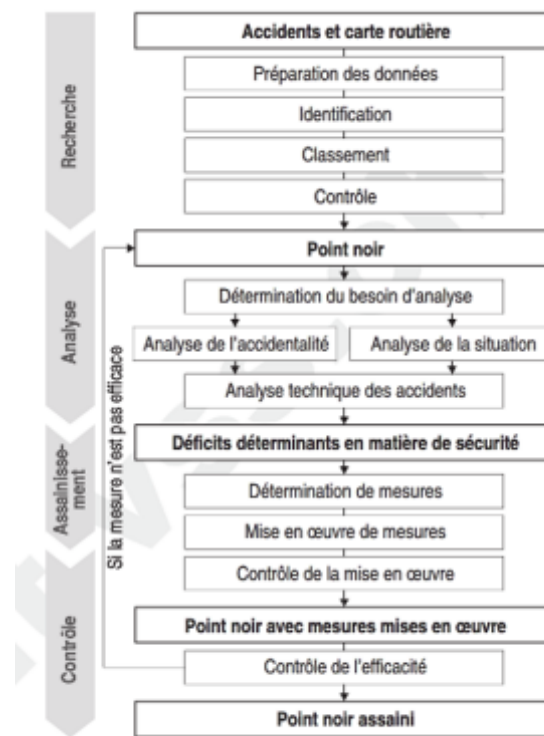 Accidents et carte routière
Préparation des données
Identification
Classement
Contrôle
Recherche
Point noir
Détermination du besoin d'analyse
Analyse de l'accidentalité
Analyse de la situation
Analyse technique des accidents
Analyse
Déficits déterminants en matière de sécurité
Détermination de mesures
Mise en œuvre de mesures
Contrôle de la mise en œuvre
Assainisse-
ment
Point noir avec mesures mises en œuvre
Contrôle de l'efficacité
Point noir assaini
Contrôle
Si la mesure n'est pas efficace